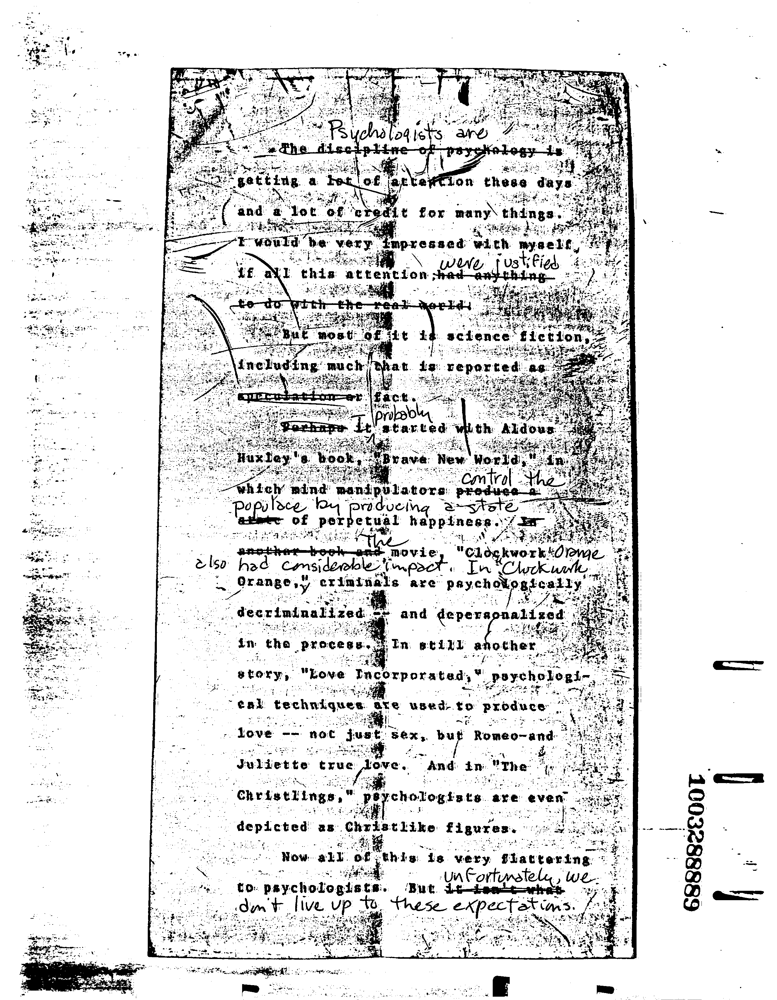 Psychologists are
The discipline of psychology is
getting a lot of attention these days
and a lot of credit for many things.
I would be very impressed with myself,
were justified
if all this attention had anything
to do with the real world.
But most of it is science fiction,
including much that is reported as
speculation or fact.
probably
Perhaps It started with Aldous
Huxley's book, "Brave New World," in
control the
which mind manipulators produce a
populace by producing a state
state of perpetual happiness. In
the
another book and movie, "Clockwork Orange"
also had considerable impact. In "Clockwork
Orange," criminals are psychologically
decriminalized -- and depersonalized
in the process. In still another
story, "Love Incorporated," psychologi-
cal techniques are used to produce
love -- not just sex, but Romeo-and
Juliette true love. And in "The
Christlings," psychologists are even
depicted as Christlike figures.
Now all of this is very flattering
unfortunately, we
to psychologists. But it isn't what
don't live up to these expectations.
1003288889